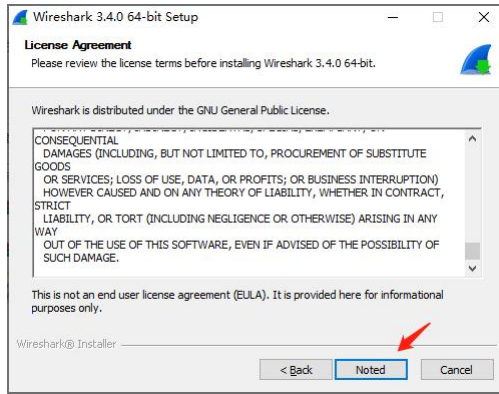 Wireshark 3.4.0 64-bit Setup
License Agreement
Please review the license terms before installing Wireshark 3.4.0 64-bit.
Wireshark is distributed under the GNU General Public License.
CONSEQUENTIAL
DAMAGES (INCLUDING, BUT NOT LIMITED TO, PROCUREMENT OF SUBSTITUTE
GOODS
OR SERVICES; LOSS OF USE, DATA, OR PROFITS; OR BUSINESS INTERRUPTION)
HOWEVER CAUSED AND ON ANY THEORY OF LIABILITY, WHETHER IN CONTRACT,
STRICT
LIABILITY, OR TORT (INCLUDING NEGLIGENCE OR OTHERWISE) ARISING IN ANY
WAY
OUT OF THE USE OF THIS SOFTWARE, EVEN IF ADVISED OF THE POSSIBILITY OF
SUCH DAMAGE.
This is not an end user license agreement (EULA). It is provided here for informational
purposes only.
Wireshark® Installer
< Back Noted Cancel